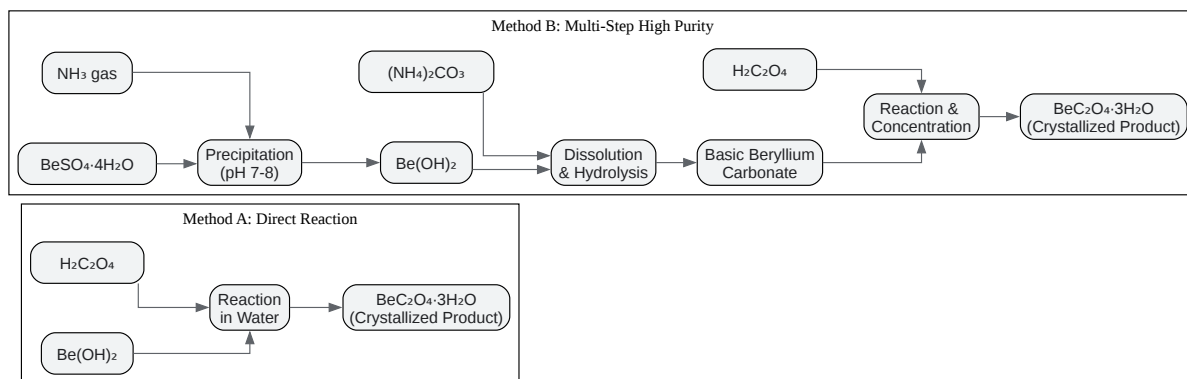 Method B: Multi-Step High Purity
NH₃ gas
(NH₄)₂CO₃
H₂C₂O₄
Reaction &
Concentration
BeC₂O₄·3H₂O
(Crystallized Product)
BeSO₄·4H₂O
Precipitation
(pH 7-8)
Be(OH)₂
Dissolution
& Hydrolysis
Basic Beryllium
Carbonate
Method A: Direct Reaction
H₂C₂O₄
Reaction
in Water
BeC₂O₄·3H₂O
(Crystallized Product)
Be(OH)₂